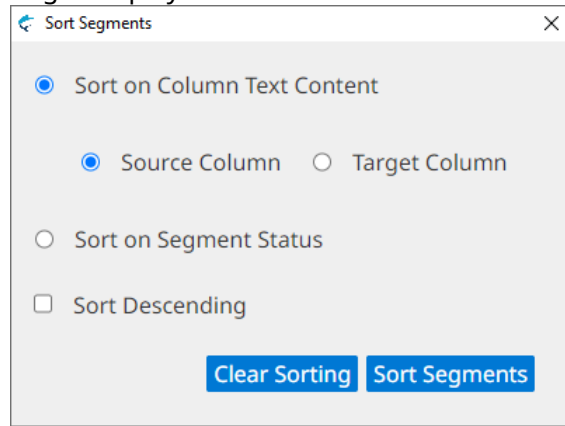 Sort Segments
Sort on Column Text Content
Source Column Target Column
Sort on Segment Status
Sort Descending
Clear Sorting Sort Segments